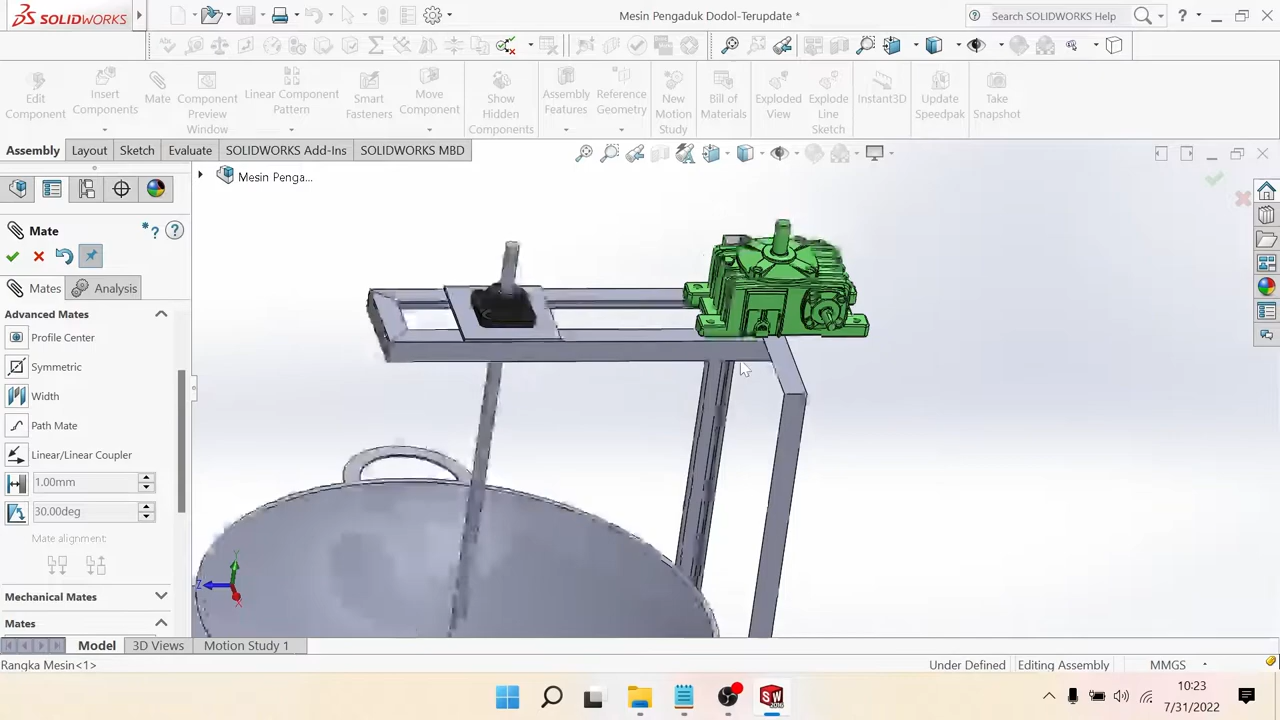 SOLIDWORKS
Mesin Pengaduk Dodol-Terupdate *
Search SOLIDWORKS Help
Edit Component
Insert Components
Mate
Component Preview Window
Linear Component Pattern
Smart Fasteners
Move Component
Show Hidden Components
Assembly Features
Reference Geometry
New Motion Study
Bill of Materials
Exploded View
Explode Line Sketch
Instant3D
Update Speedpak
Take Snapshot
Assembly
Layout
Sketch
Evaluate
SOLIDWORKS Add-Ins
SOLIDWORKS MBD
Mesin Penga...
Mate
Mates
Analysis
Advanced Mates
Profile Center
Symmetric
Width
Path Mate
Linear/Linear Coupler
1.00mm
30.00deg
Mate alignment:
Mechanical Mates
Mates
Y
Z
X
Model
3D Views
Motion Study 1
Rangka Mesin<1>
Under Defined
Editing Assembly
MMGS
SW
2016
10:23
7/31/2022